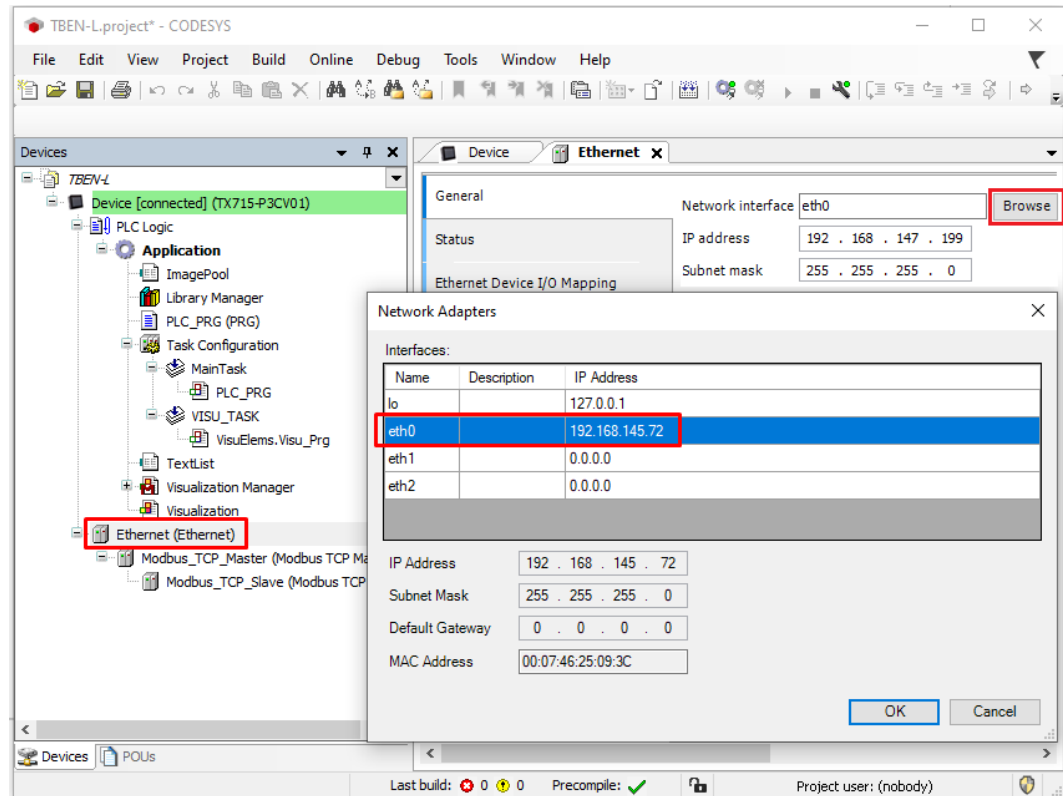 TBEN-L.project* - CODESYS
File Edit View Project Build Online Debug Tools Window Help
Devices
TBEN-L
Device [connected] (TX715-P3CV01)
PLC Logic
Application
ImagePool
Library Manager
PLC_PRG (PRG)
Task Configuration
MainTask
PLC_PRG
VISU_TASK
VisuElems.Visu_Prg
TextList
Visualization Manager
Visualization
Ethernet (Ethernet)
Modbus_TCP_Master (Modbus TCP Ma
Modbus_TCP_Slave (Modbus TCP
Devices POUs
Device Ethernet
General
Status
Ethernet Device I/O Mapping
Network interface eth0 Browse
IP address 192 . 168 . 147 . 199
Subnet mask 255 . 255 . 255 . 0
Network Adapters
Interfaces:
Name Description IP Address
lo 127.0.0.1
eth0 192.168.145.72
eth1 0.0.0.0
eth2 0.0.0.0
IP Address 192 . 168 . 145 . 72
Subnet Mask 255 . 255 . 255 . 0
Default Gateway 0 . 0 . 0 . 0
MAC Address 00:07:46:25:09:3C
OK Cancel
Last build: 0 0 Precompile: Project user: (nobody)